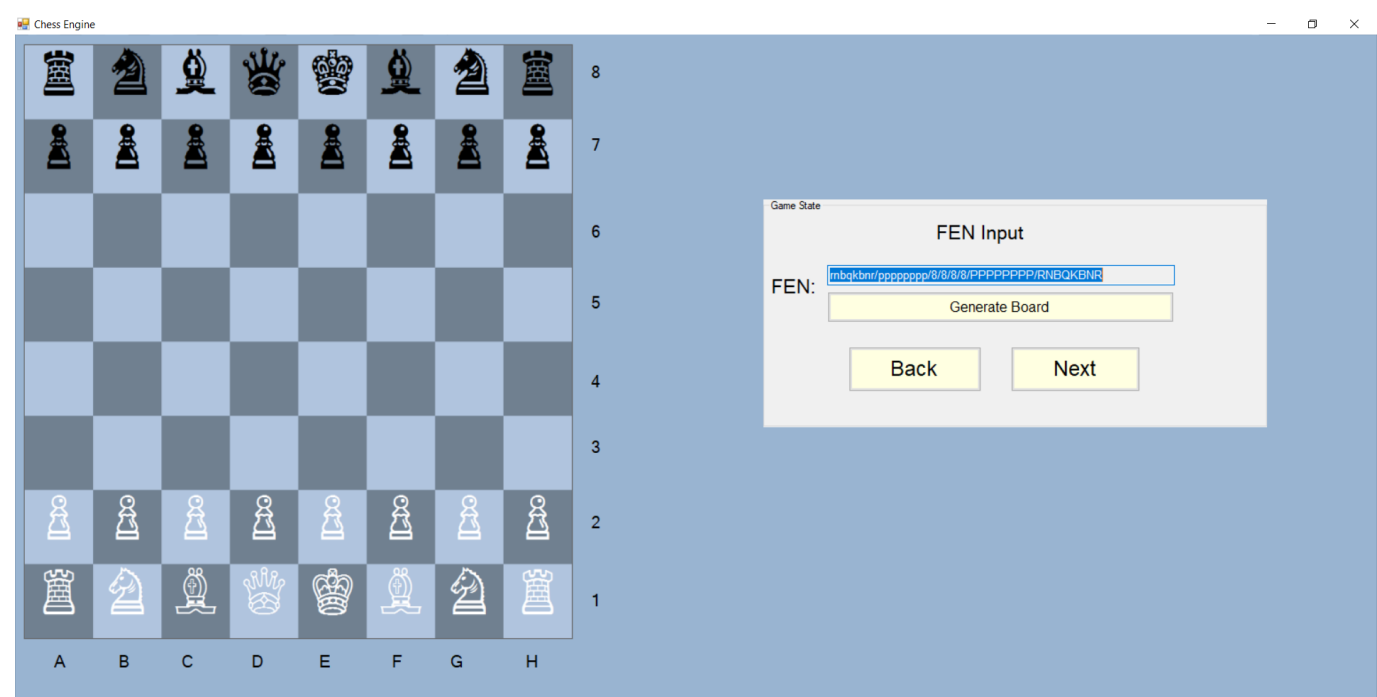 Chess Engine
8
7
6
5
4
3
2
1
A B C D E F G H
Game State
FEN Input
FEN:
rnbqkbnr/pppppppp/8/8/8/8/PPPPPPPP/RNBQKBNR
Generate Board
Back Next